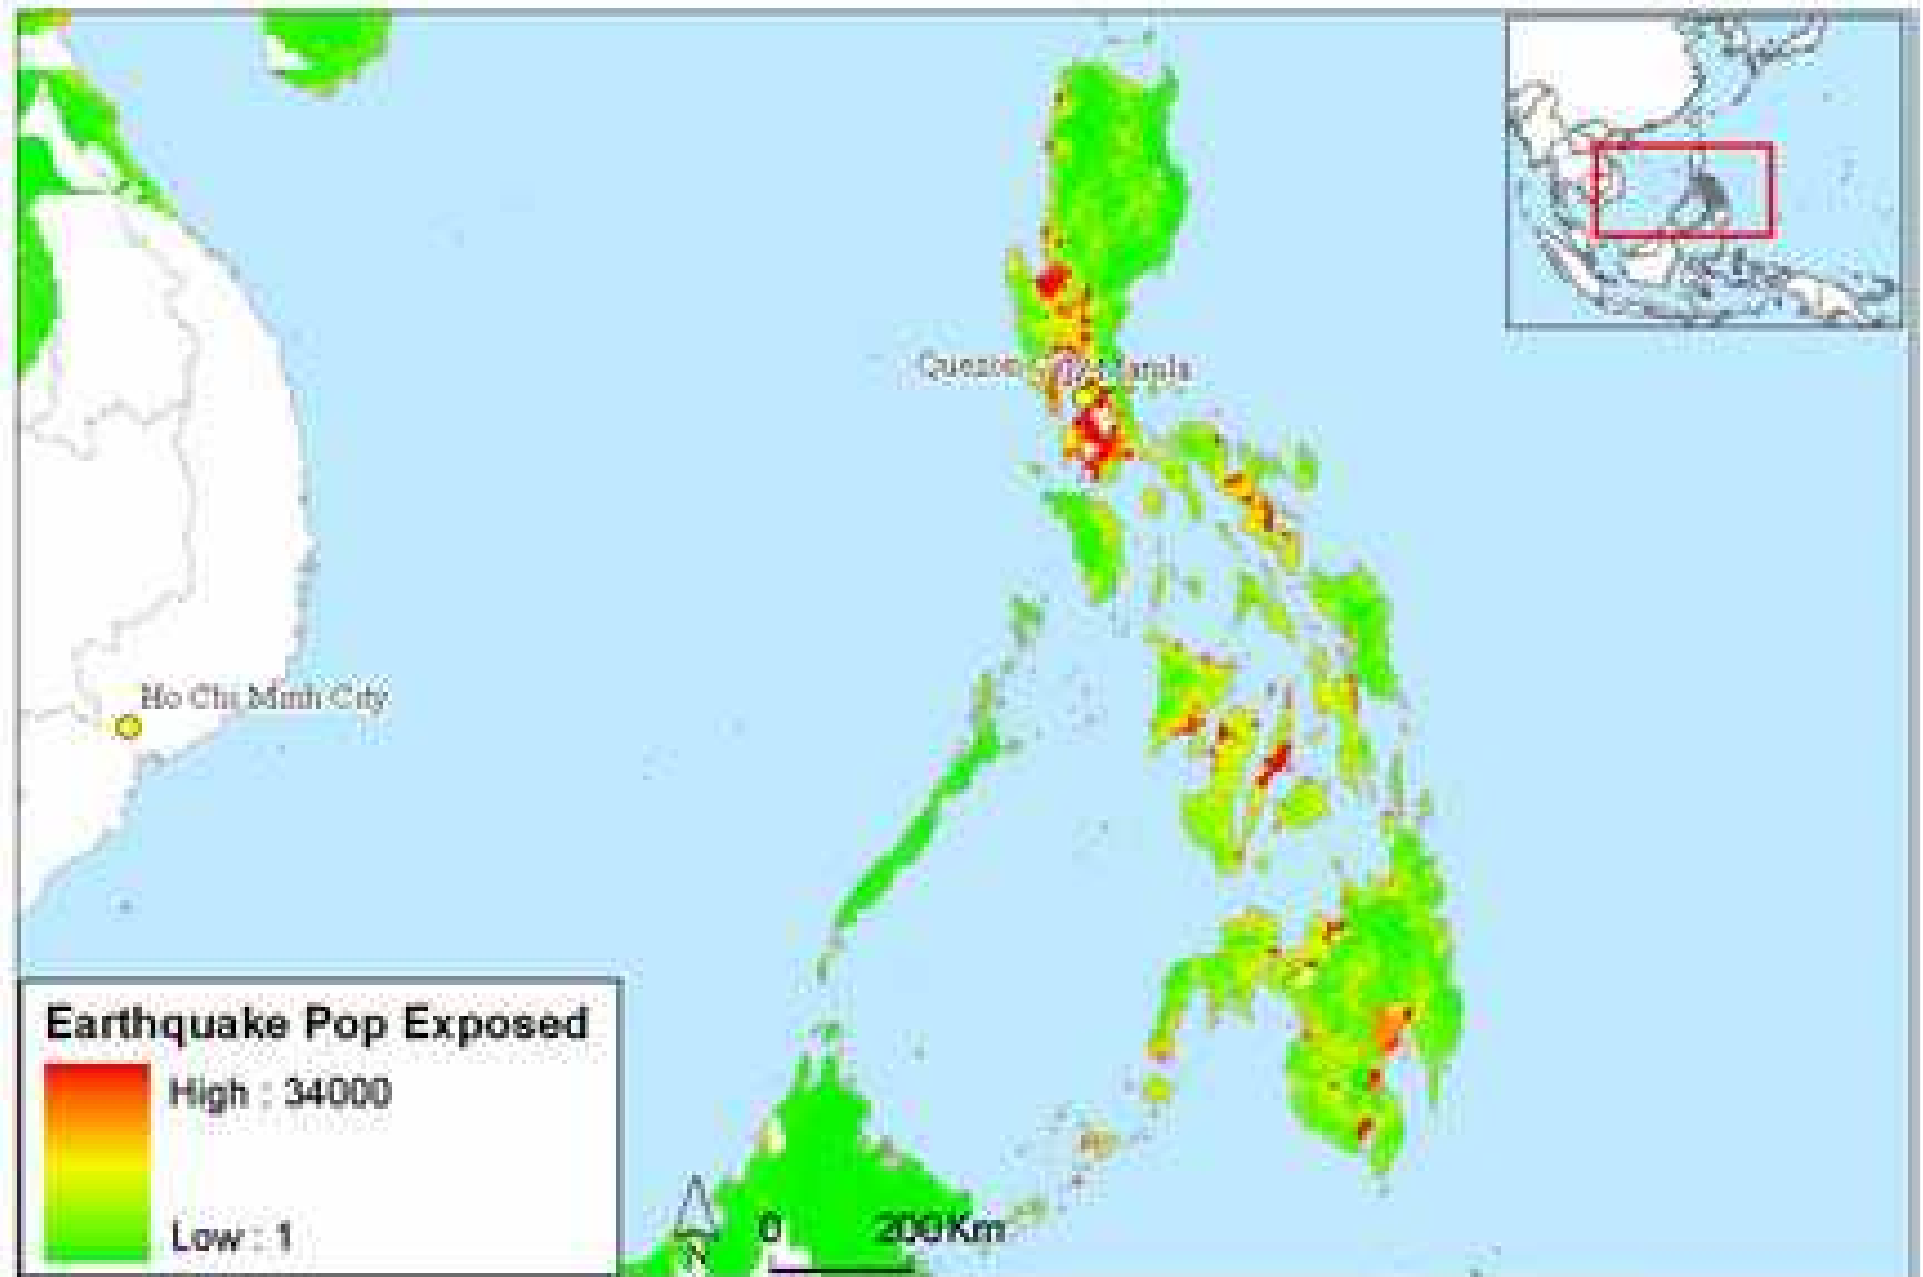 Quezon City Manila
Ho Chi Minh City
Earthquake Pop Exposed
High : 34000
Low : 1
N
0 200Km